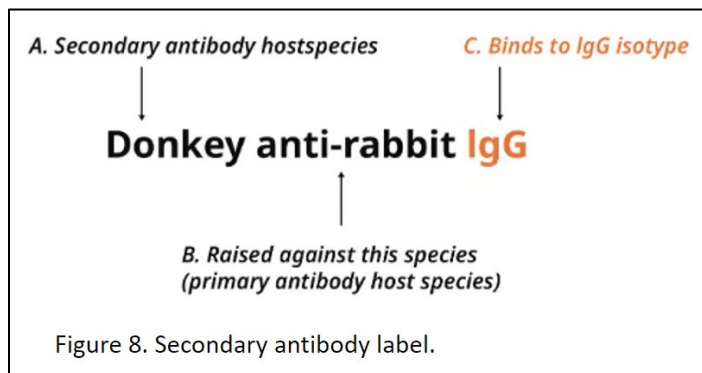 A. Secondary antibody hostspecies
C. Binds to IgG isotype
Donkey anti-rabbit IgG
B. Raised against this species
(primary antibody host species)
Figure 8. Secondary antibody label.